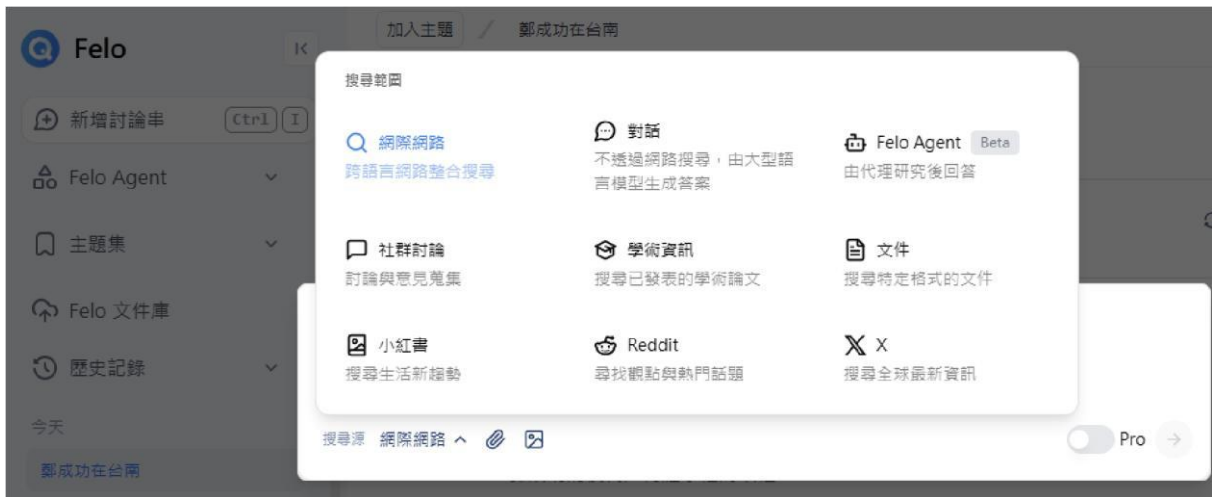 Felo
新增討論串 Ctrl I
Felo Agent
主題集
Felo 文件庫
歷史記錄
今天
鄭成功在台南
加入主題 / 鄭成功在台南
搜尋範圍
網際網路
跨語言網路整合搜尋
對話
不透過網路搜尋，由大型語
言模型生成答案
Felo Agent Beta
由代理研究後回答
社群討論
討論與意見蒐集
學術資訊
搜尋已發表的學術論文
文件
搜尋特定格式的文件
小紅書
搜尋生活新趨勢
Reddit
尋找觀點與熱門話題
X
搜尋全球最新資訊
搜尋源 網際網路
Pro